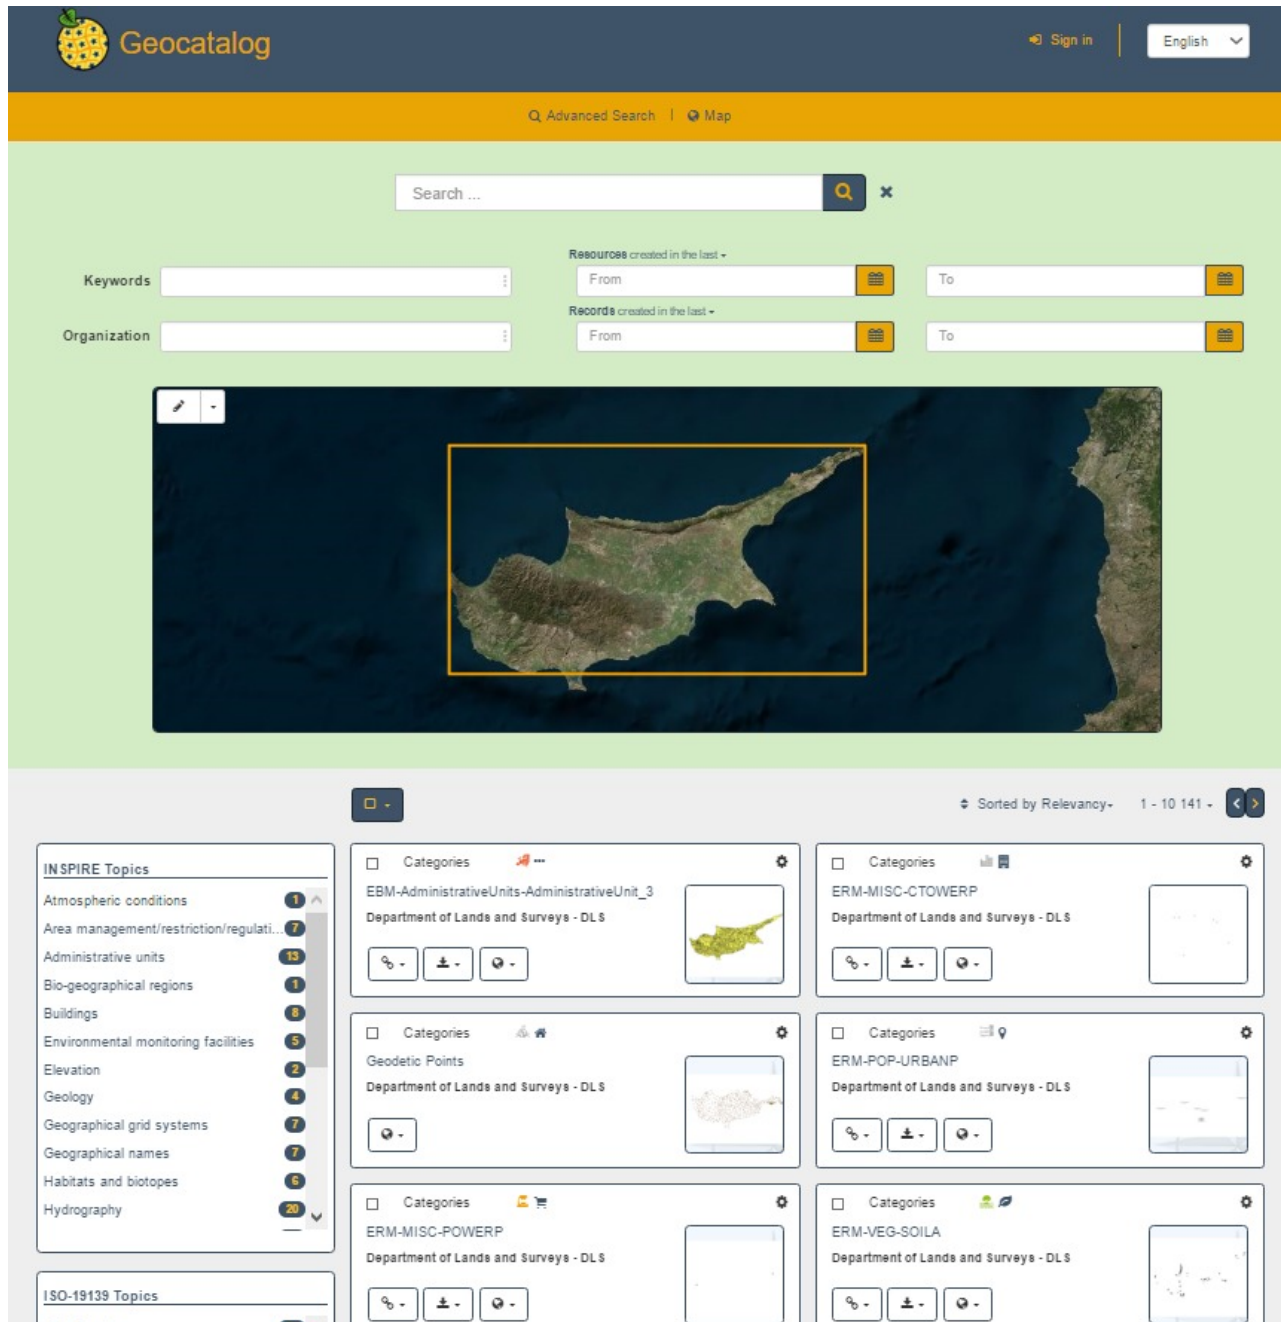 Geocatalog
Sign in
English
Advanced Search | Map
Search ...
Resources created in the last
Keywords
From
To
Records created in the last
Organization
From
To
Sorted by Relevancy
1 - 10 141
INSPIRE Topics
Atmospheric conditions 1
Area management/restriction/regulati... 7
Administrative units 13
Bio-geographical regions 1
Buildings 8
Environmental monitoring facilities 5
Elevation 2
Geology 4
Geographical grid systems 7
Geographical names 7
Habitats and biotopes 6
Hydrography 20
ISO-19139 Topics
Categories
EBM-AdministrativeUnits-AdministrativeUnit_3
Department of Lands and Surveys - DLS
Categories
ERM-MISC-CTOWERP
Department of Lands and Surveys - DLS
Categories
Geodetic Points
Department of Lands and Surveys - DLS
Categories
ERM-POP-URBANP
Department of Lands and Surveys - DLS
Categories
ERM-MISC-POWERP
Department of Lands and Surveys - DLS
Categories
ERM-VEG-SOILA
Department of Lands and Surveys - DLS